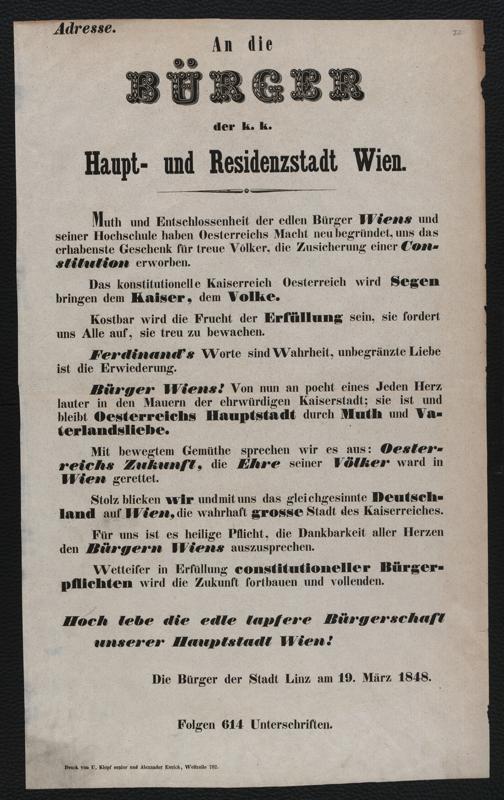 Adresse.
An die
BÜRGER
der k. k.
Haupt- und Residenzstadt Wien.
Muth und Entschlossenheit der edlen Bürger Wiens und
seiner Hochschule haben Oesterreichs Macht neu begründet, uns das
erhabenste Geschenk für treue Völker, die Zusicherung einer Con-
stitution erworben.
Das konstitutionelle Kaiserreich Oesterreich wird Segen
bringen dem Kaiser, dem Volke.
Kostbar wird die Frucht der Erfüllung sein, sie fordert
uns Alle auf, sie treu zu bewachen.
Ferdinand's Worte sind Wahrheit, unbegränzte Liebe
ist die Erwiederung.
Bürger Wiens! Von nun an pocht eines Jeden Herz
lauter in den Mauern der ehrwürdigen Kaiserstadt; sie ist und
bleibt Oesterreichs Hauptstadt durch Muth und Va-
terlandsliebe.
Mit bewegtem Gemüthe sprechen wir es aus: Oester-
reichs Zukunft, die Ehre seiner Völker ward in
Wien gerettet.
Stolz blicken wir und mit uns das gleichgesinnte Deutsch-
land auf Wien, die wahrhaft grosse Stadt des Kaiserreiches.
Für uns ist es heilige Pflicht, die Dankbarkeit aller Herzen
den Bürgern Wiens auszusprechen.
Wetteifer in Erfüllung constitutioneller Bürger-
pflichten wird die Zukunft fortbauen und vollenden.
Hoch lebe die edle tapfere Bürgerschaft
unserer Hauptstadt Wien!
Die Bürger der Stadt Linz am 19. März 1848.
Folgen 614 Unterschriften.
Druck von U. Klopf senior und Alexander Eurich, Wollzeile 782.